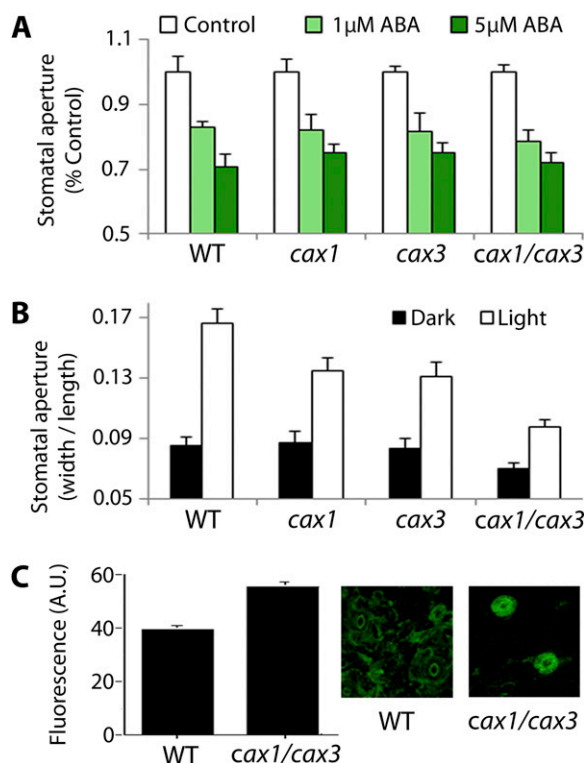 A
Control 1µM ABA 5µM ABA
Stomatal aperture
(% Control)
1.1
0.9
0.7
0.5
WT cax1 cax3 cax1/cax3
B
Dark Light
Stomatal aperture
(width / length)
0.17
0.13
0.09
0.05
WT cax1 cax3 cax1/cax3
C
Fluorescence (A.U.)
60
40
20
0
WT cax1/cax3
WT cax1/cax3